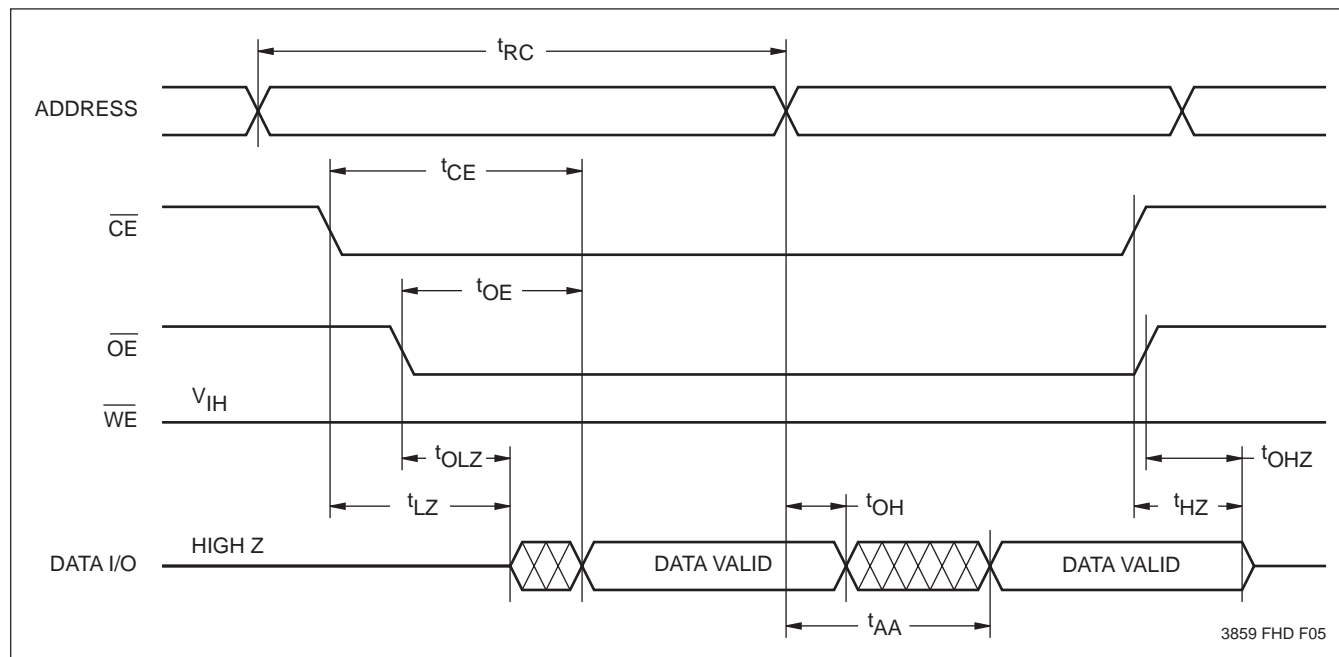 tRC
ADDRESS
tCE
CE
tOE
OE
VIH
WE
tOLZ
tOHZ
tLZ
tOH
tHZ
HIGH Z
DATA I/O
DATA VALID
DATA VALID
tAA
3859 FHD F05